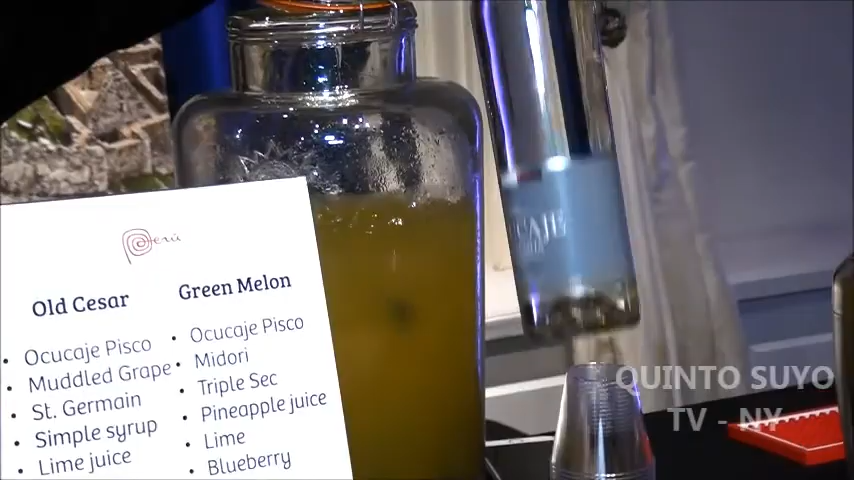 Perú
Old Cesar
Ocucaje Pisco
Muddled Grape
St. Germain
Simple syrup
Lime juice
Green Melon
Ocucaje Pisco
Midori
Triple Sec
Pineapple juice
Lime
Blueberry
QUINTO SUYO
TV - NY